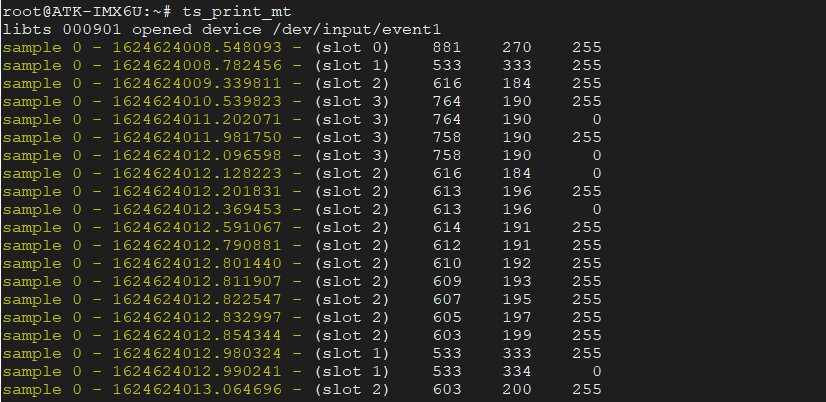 root@ATK-IMX6U:~# ts_print_mt
libts 000901 opened device /dev/input/event1
sample 0 - 1624624008.548093 - (slot 0) 881 270 255
sample 0 - 1624624008.782456 - (slot 1) 533 333 255
sample 0 - 1624624009.339811 - (slot 2) 616 184 255
sample 0 - 1624624010.539823 - (slot 3) 764 190 255
sample 0 - 1624624011.202071 - (slot 3) 764 190 0
sample 0 - 1624624011.981750 - (slot 3) 758 190 255
sample 0 - 1624624012.096598 - (slot 3) 758 190 0
sample 0 - 1624624012.128223 - (slot 2) 616 184 0
sample 0 - 1624624012.201831 - (slot 2) 613 196 255
sample 0 - 1624624012.369453 - (slot 2) 613 196 0
sample 0 - 1624624012.591067 - (slot 2) 614 191 255
sample 0 - 1624624012.790881 - (slot 2) 612 191 255
sample 0 - 1624624012.801440 - (slot 2) 610 192 255
sample 0 - 1624624012.811907 - (slot 2) 609 193 255
sample 0 - 1624624012.822547 - (slot 2) 607 195 255
sample 0 - 1624624012.832997 - (slot 2) 605 197 255
sample 0 - 1624624012.854344 - (slot 2) 603 199 255
sample 0 - 1624624012.980324 - (slot 1) 533 333 255
sample 0 - 1624624012.990241 - (slot 1) 533 334 0
sample 0 - 1624624013.064696 - (slot 2) 603 200 255